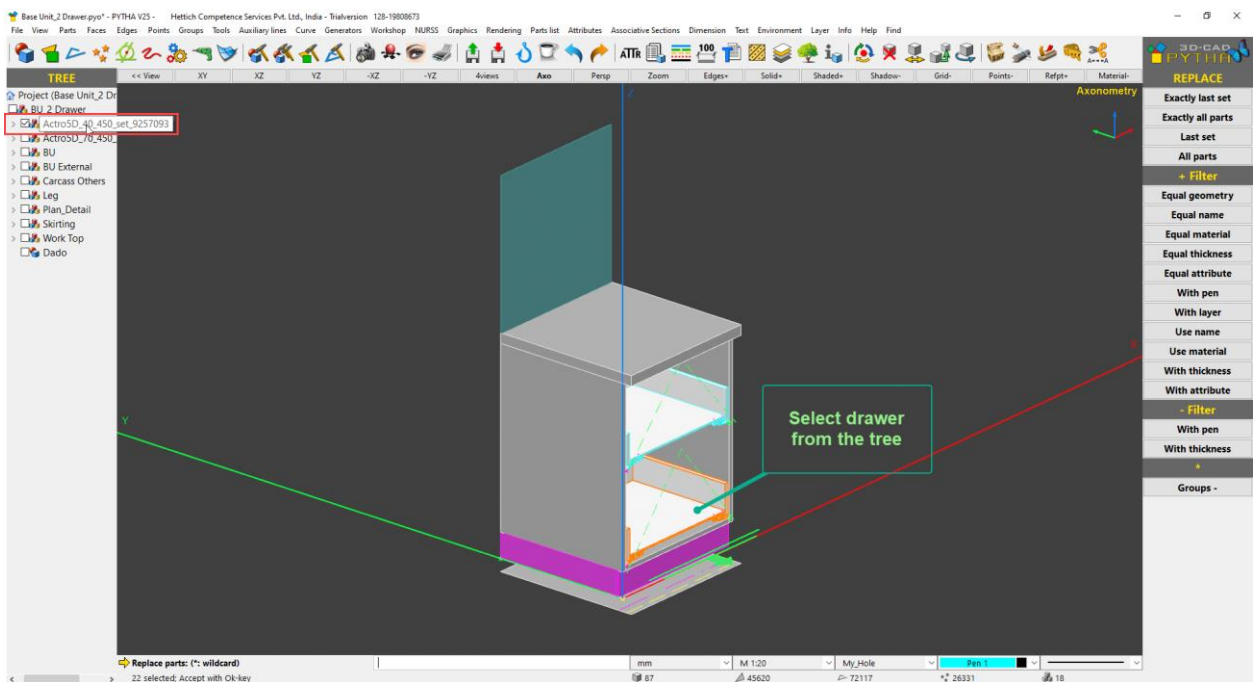 Base Unit_2 Drawer.pyo* - PYTHA V25 - Hettich Competence Services Pvt. Ltd., India - Trialversion 128-19808673
File View Parts Faces Edges Points Groups Tools Auxiliary lines Curve Generators Workshop NURSS Graphics Rendering Parts list Attributes Associative Sections Dimension Text Environment Layer Info Help Find
ATTR 100
3D-CAD
PYTHA
TREE << View XY XZ YZ -XZ -YZ 4views Axo Persp Zoom Edges+ Solid+ Shaded+ Shadow- Grid- Points- Refpt+ Material- REPLACE
Project (Base Unit_2 Dr
BU_2 Drawer
Actro5D_40_450_set_9257093
Actro5D_70_450_
BU
BU External
Carcass Others
Leg
Plan_Detail
Skirting
Work Top
Dado
Axonometry
Z
X
Y
Select drawer
from the tree
Exactly last set
Exactly all parts
Last set
All parts
+ Filter
Equal geometry
Equal name
Equal material
Equal thickness
Equal attribute
With pen
With layer
Use name
Use material
With thickness
With attribute
- Filter
With pen
With thickness
*
Groups -
Replace parts: (*: wildcard) mm M 1:20 My_Hole Pen 1
22 selected; Accept with Ok-key 87 45620 72117 26331 18